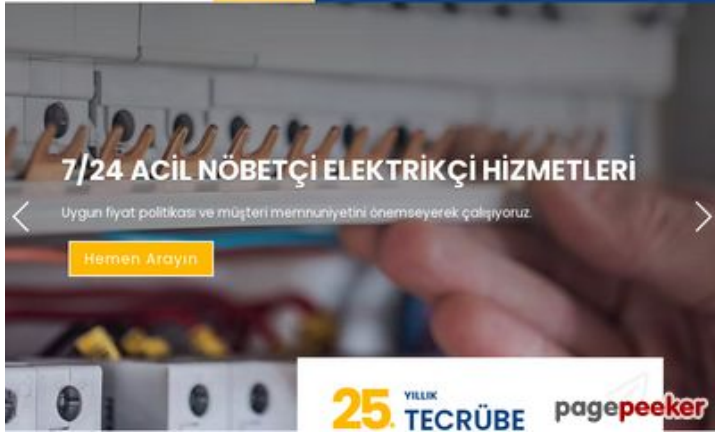 7/24 ACİL NÖBETÇİ ELEKTRİKÇİ HİZMETLERİ
Uygun fiyat politikası ve müşteri memnuniyetini önemseyerek çalışıyoruz.
Hemen Arayın
25. YILLIK
TECRÜBE
pagepeeker